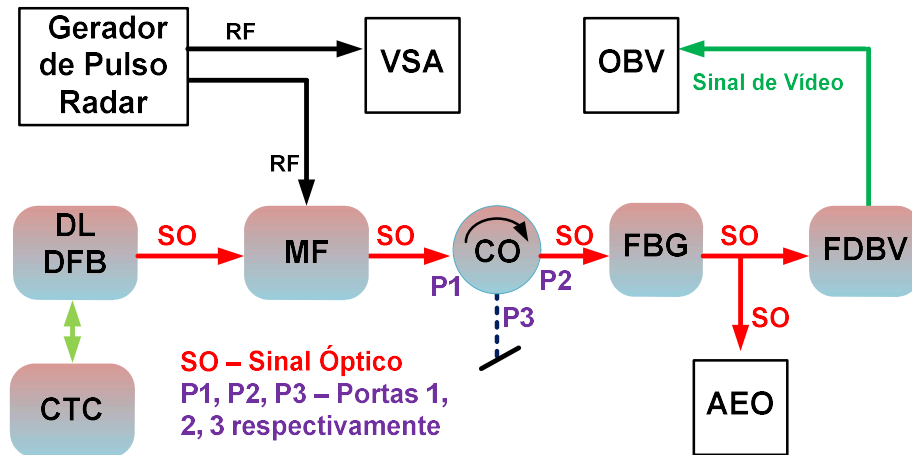 Gerador
de Pulso
Radar
RF
VSA
OBV
Sinal de Vídeo
RF
DL
DFB
SO
MF
SO
CO
SO
FBG
SO
FDBV
P1
P2
P3
SO
CTC
SO – Sinal Óptico
P1, P2, P3 – Portas 1,
2, 3 respectivamente
AEO